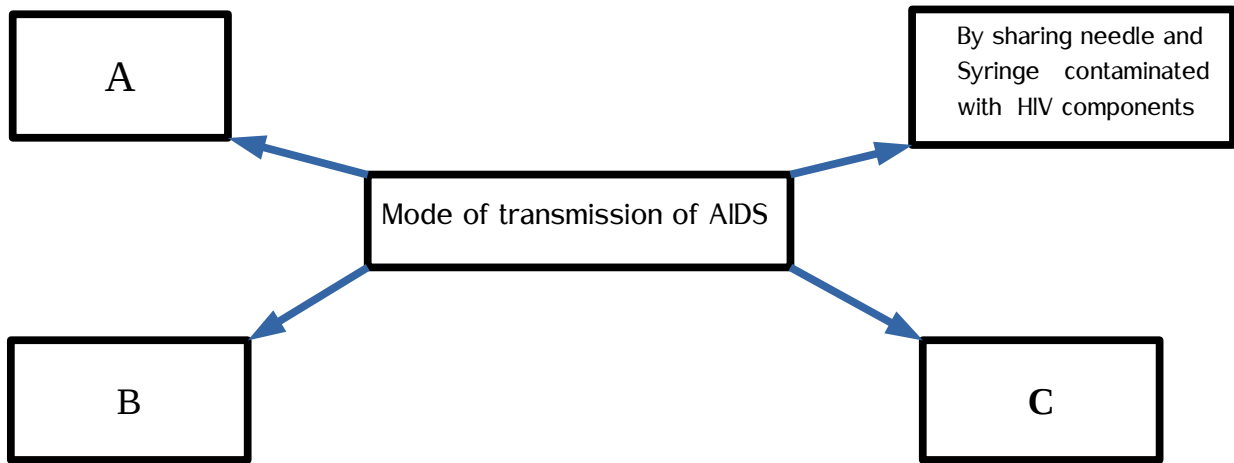 A
By sharing needle and
Syringe contaminated
with HIV components
Mode of transmission of AIDS
B
C